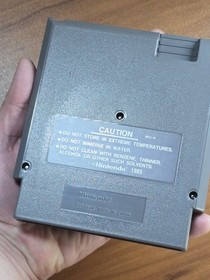 CAUTION
●DO NOT STORE IN EXTREME TEMPERATURES.
●DO NOT IMMERSE IN WATER.
●DO NOT CLEAN WITH BENZENE, THINNER,
ALCOHOL OR OTHER SUCH SOLVENTS.
©Nintendo 1985